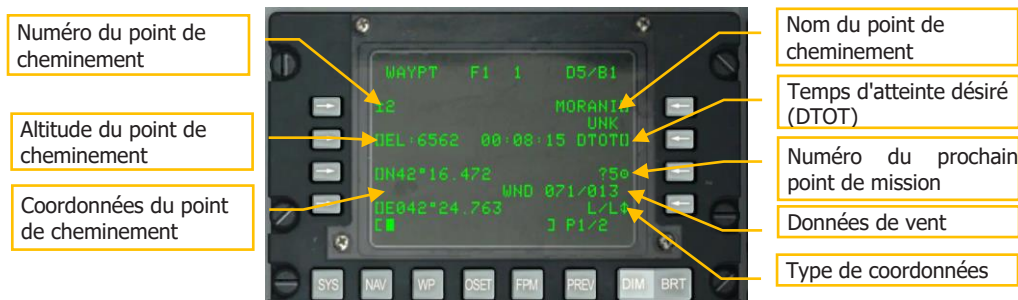 Numéro du point de
cheminement
Altitude du point de
cheminement
Coordonnées du point
de cheminement
WAYPT F1 1 D5/B1
±2 MORANI[]
UNK
[]EL:6562 00:08:15 DTOT[]
[]N42°16.472 ?5⊙
WND 071/013
[]E042°24.763 L/L
[ ] P1/2
SYS NAV WP OSET FPM PREV DIM BRT
Nom du point de
cheminement
Temps d'atteinte désiré
(DTOT)
Numéro du prochain
point de mission
Données de vent
Type de coordonnées